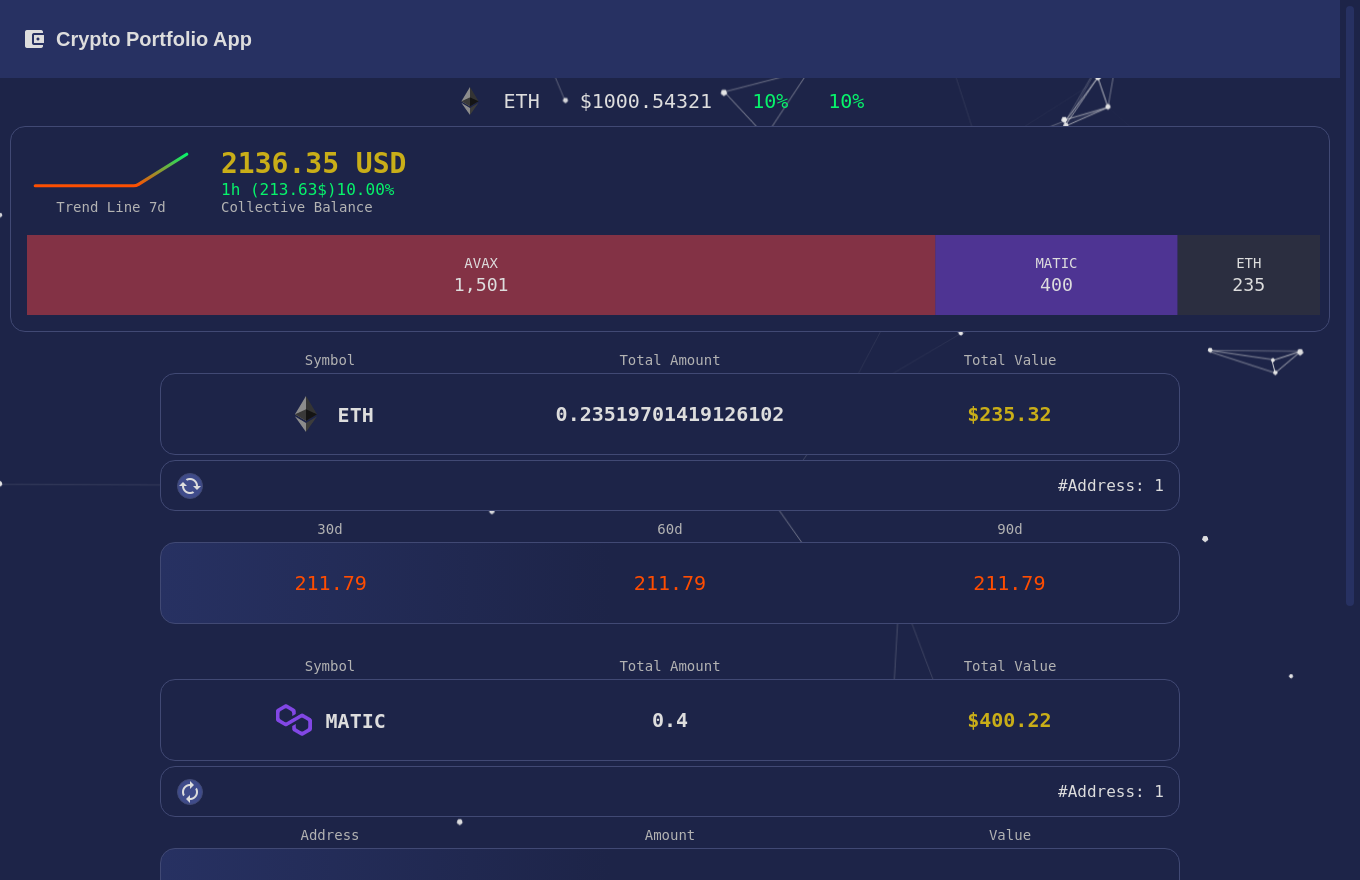 Crypto Portfolio App
ETH $1000.54321 10% 10%
2136.35 USD
1h (213.63$)10.00%
Trend Line 7d
Collective Balance
AVAX MATIC ETH
1,501 400 235
Symbol Total Amount Total Value
ETH 0.23519701419126102 $235.32
#Address: 1
30d 60d 90d
211.79 211.79 211.79
Symbol Total Amount Total Value
MATIC 0.4 $400.22
#Address: 1
Address Amount Value